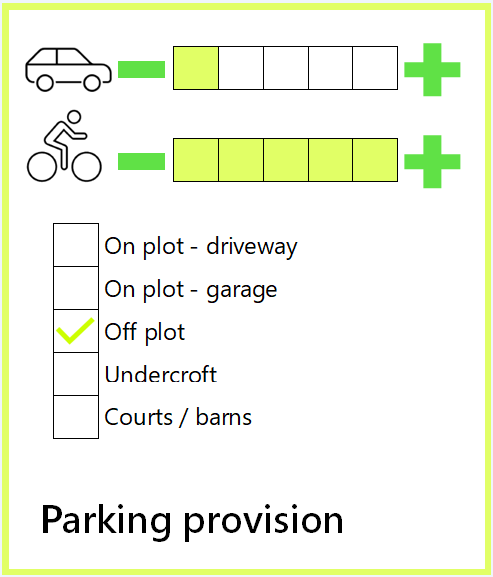 On plot - driveway
On plot - garage
Off plot
Undercroft
Courts / barns
Parking provision